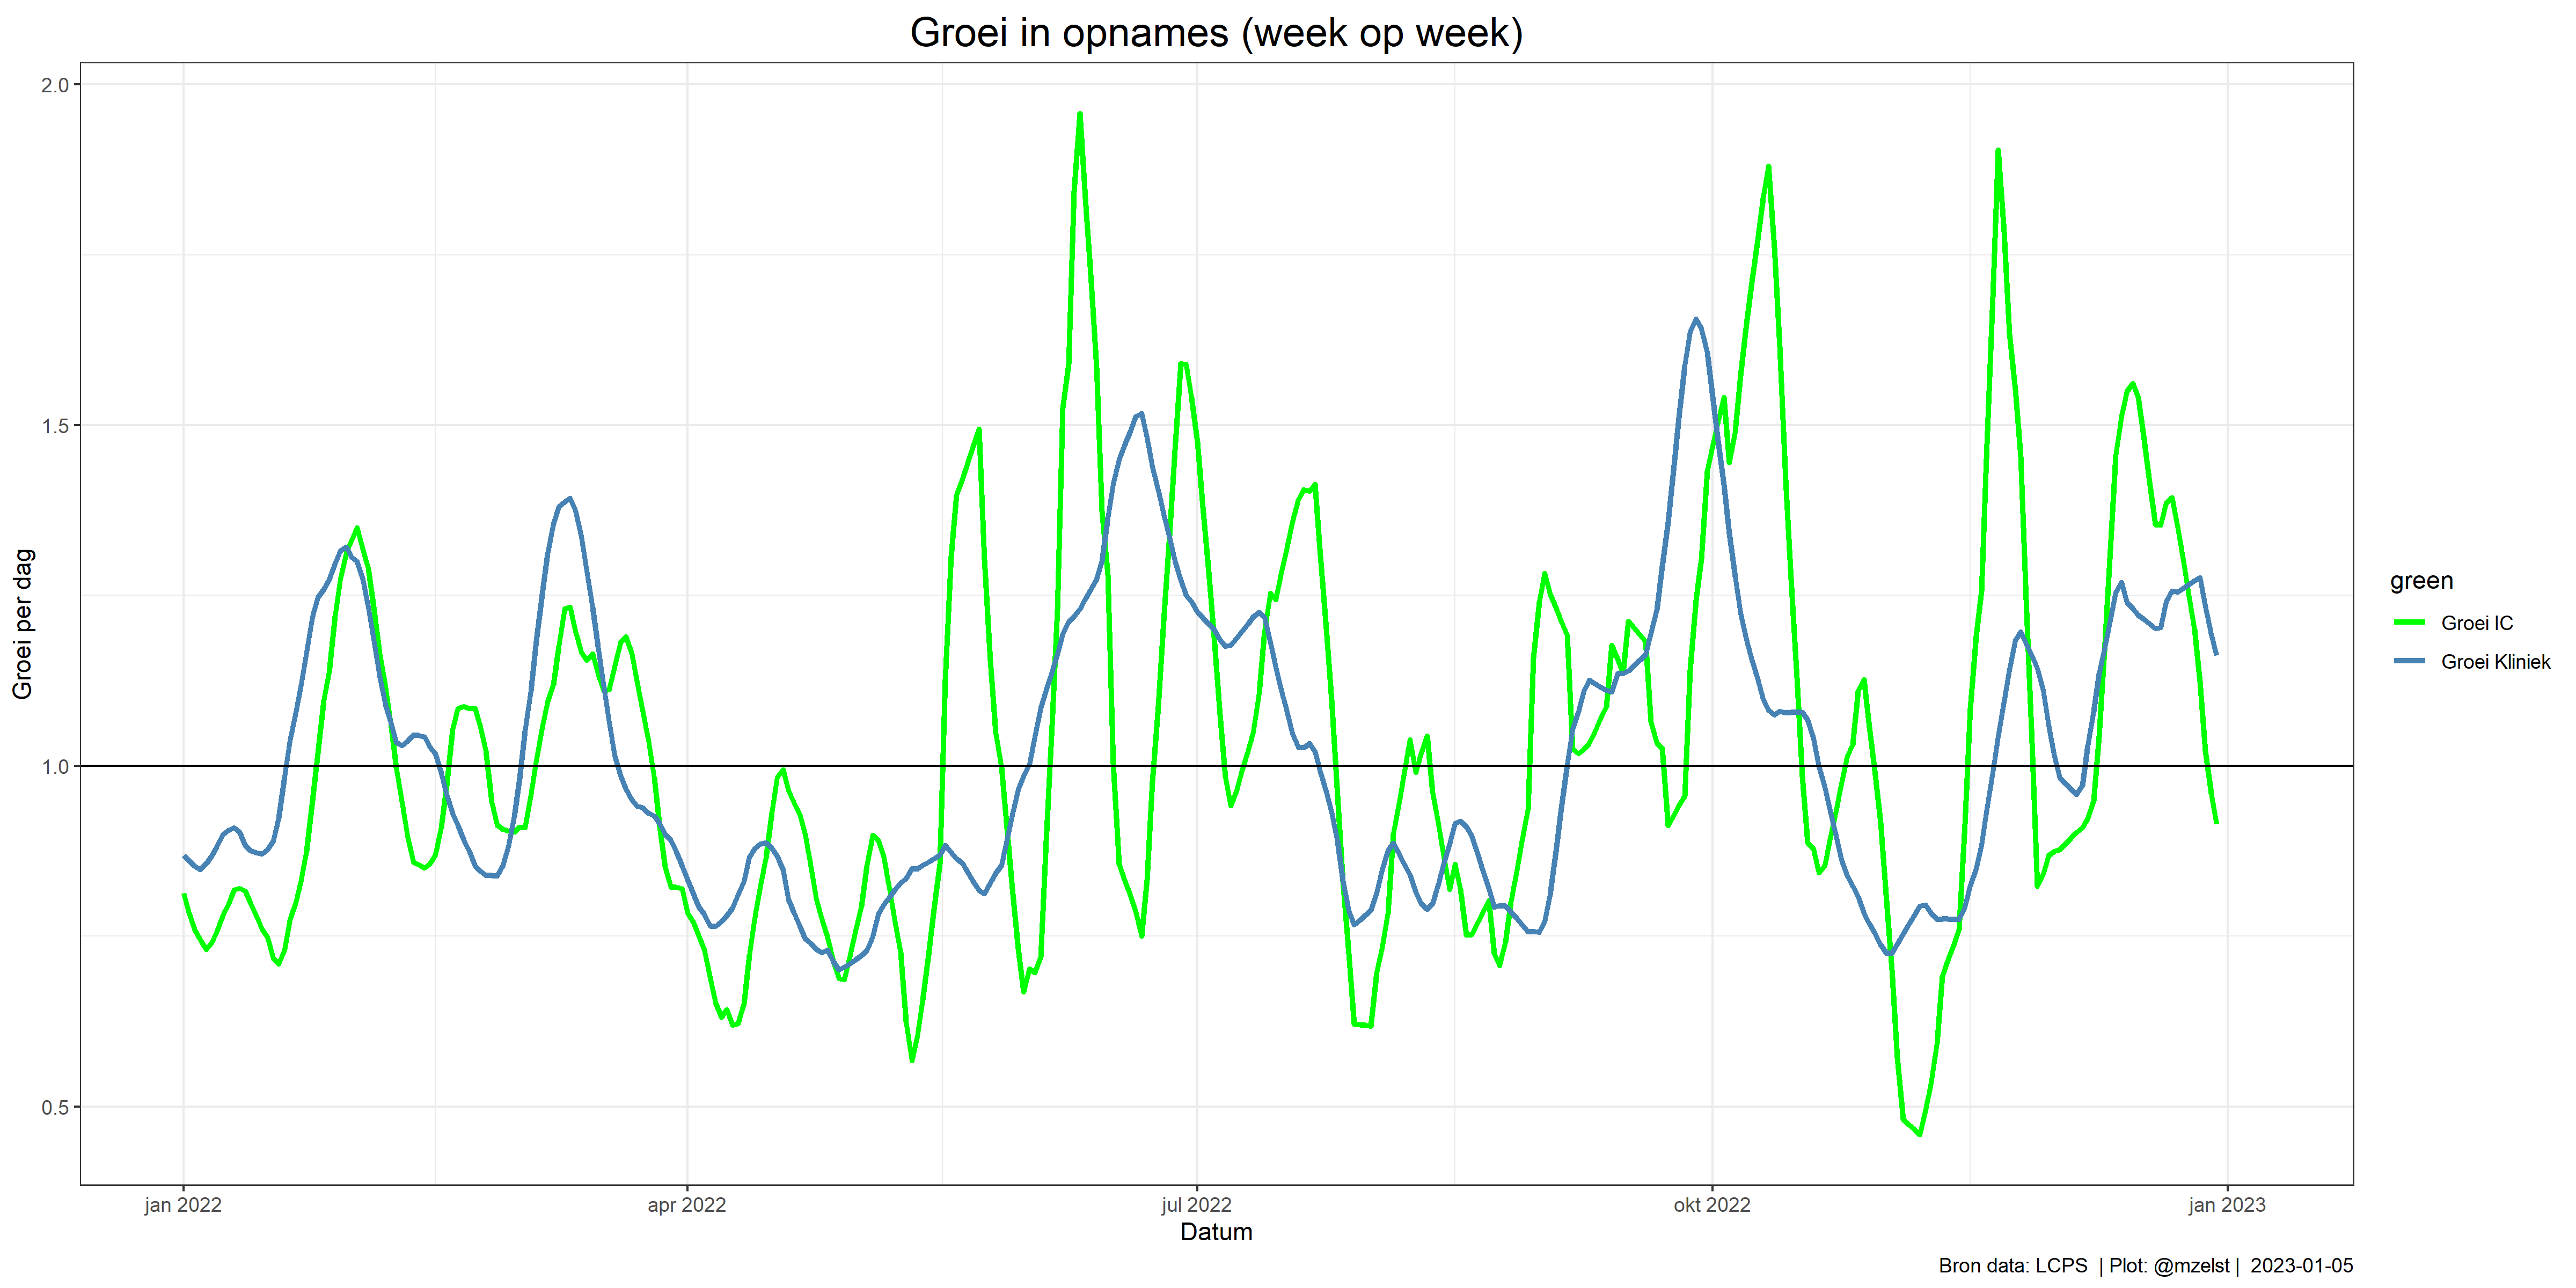 Groei in opnames (week op week)
2.0
1.5
1.0
0.5
Groei per dag
jan 2022
apr 2022
jul 2022
okt 2022
jan 2023
Datum
green
Groei IC
Groei Kliniek
Bron data: LCPS | Plot: @mzelst | 2023-01-05